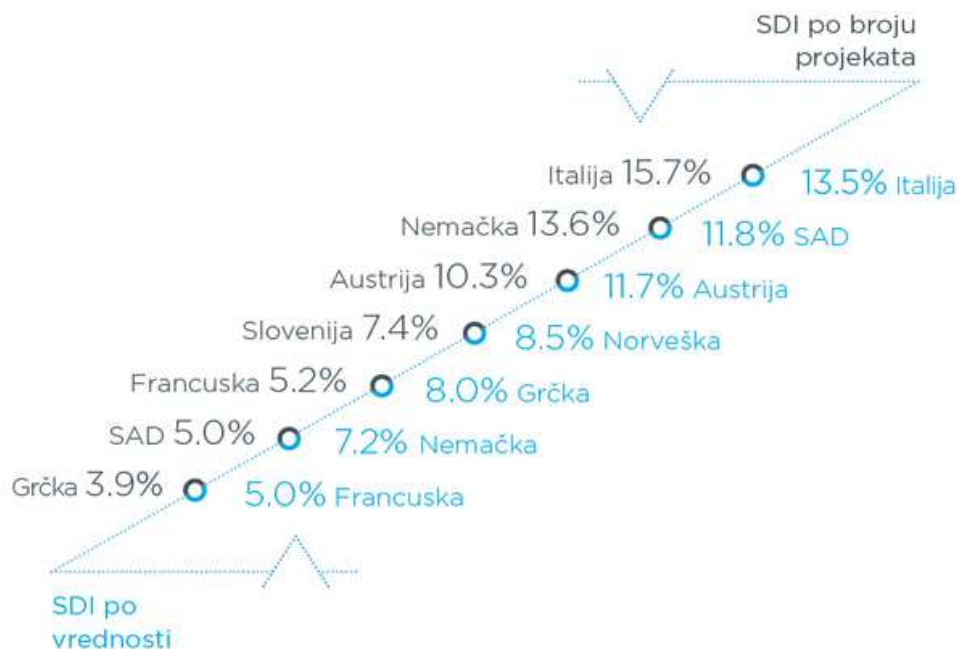 SDI po broju
projekata
Italija 15.7%
13.5% Italija
Nemačka 13.6%
11.8% SAD
Austrija 10.3%
11.7% Austrija
Slovenija 7.4%
8.5% Norveška
Francuska 5.2%
8.0% Grčka
SAD 5.0%
7.2% Nemačka
Grčka 3.9%
5.0% Francuska
SDI po
vrednosti